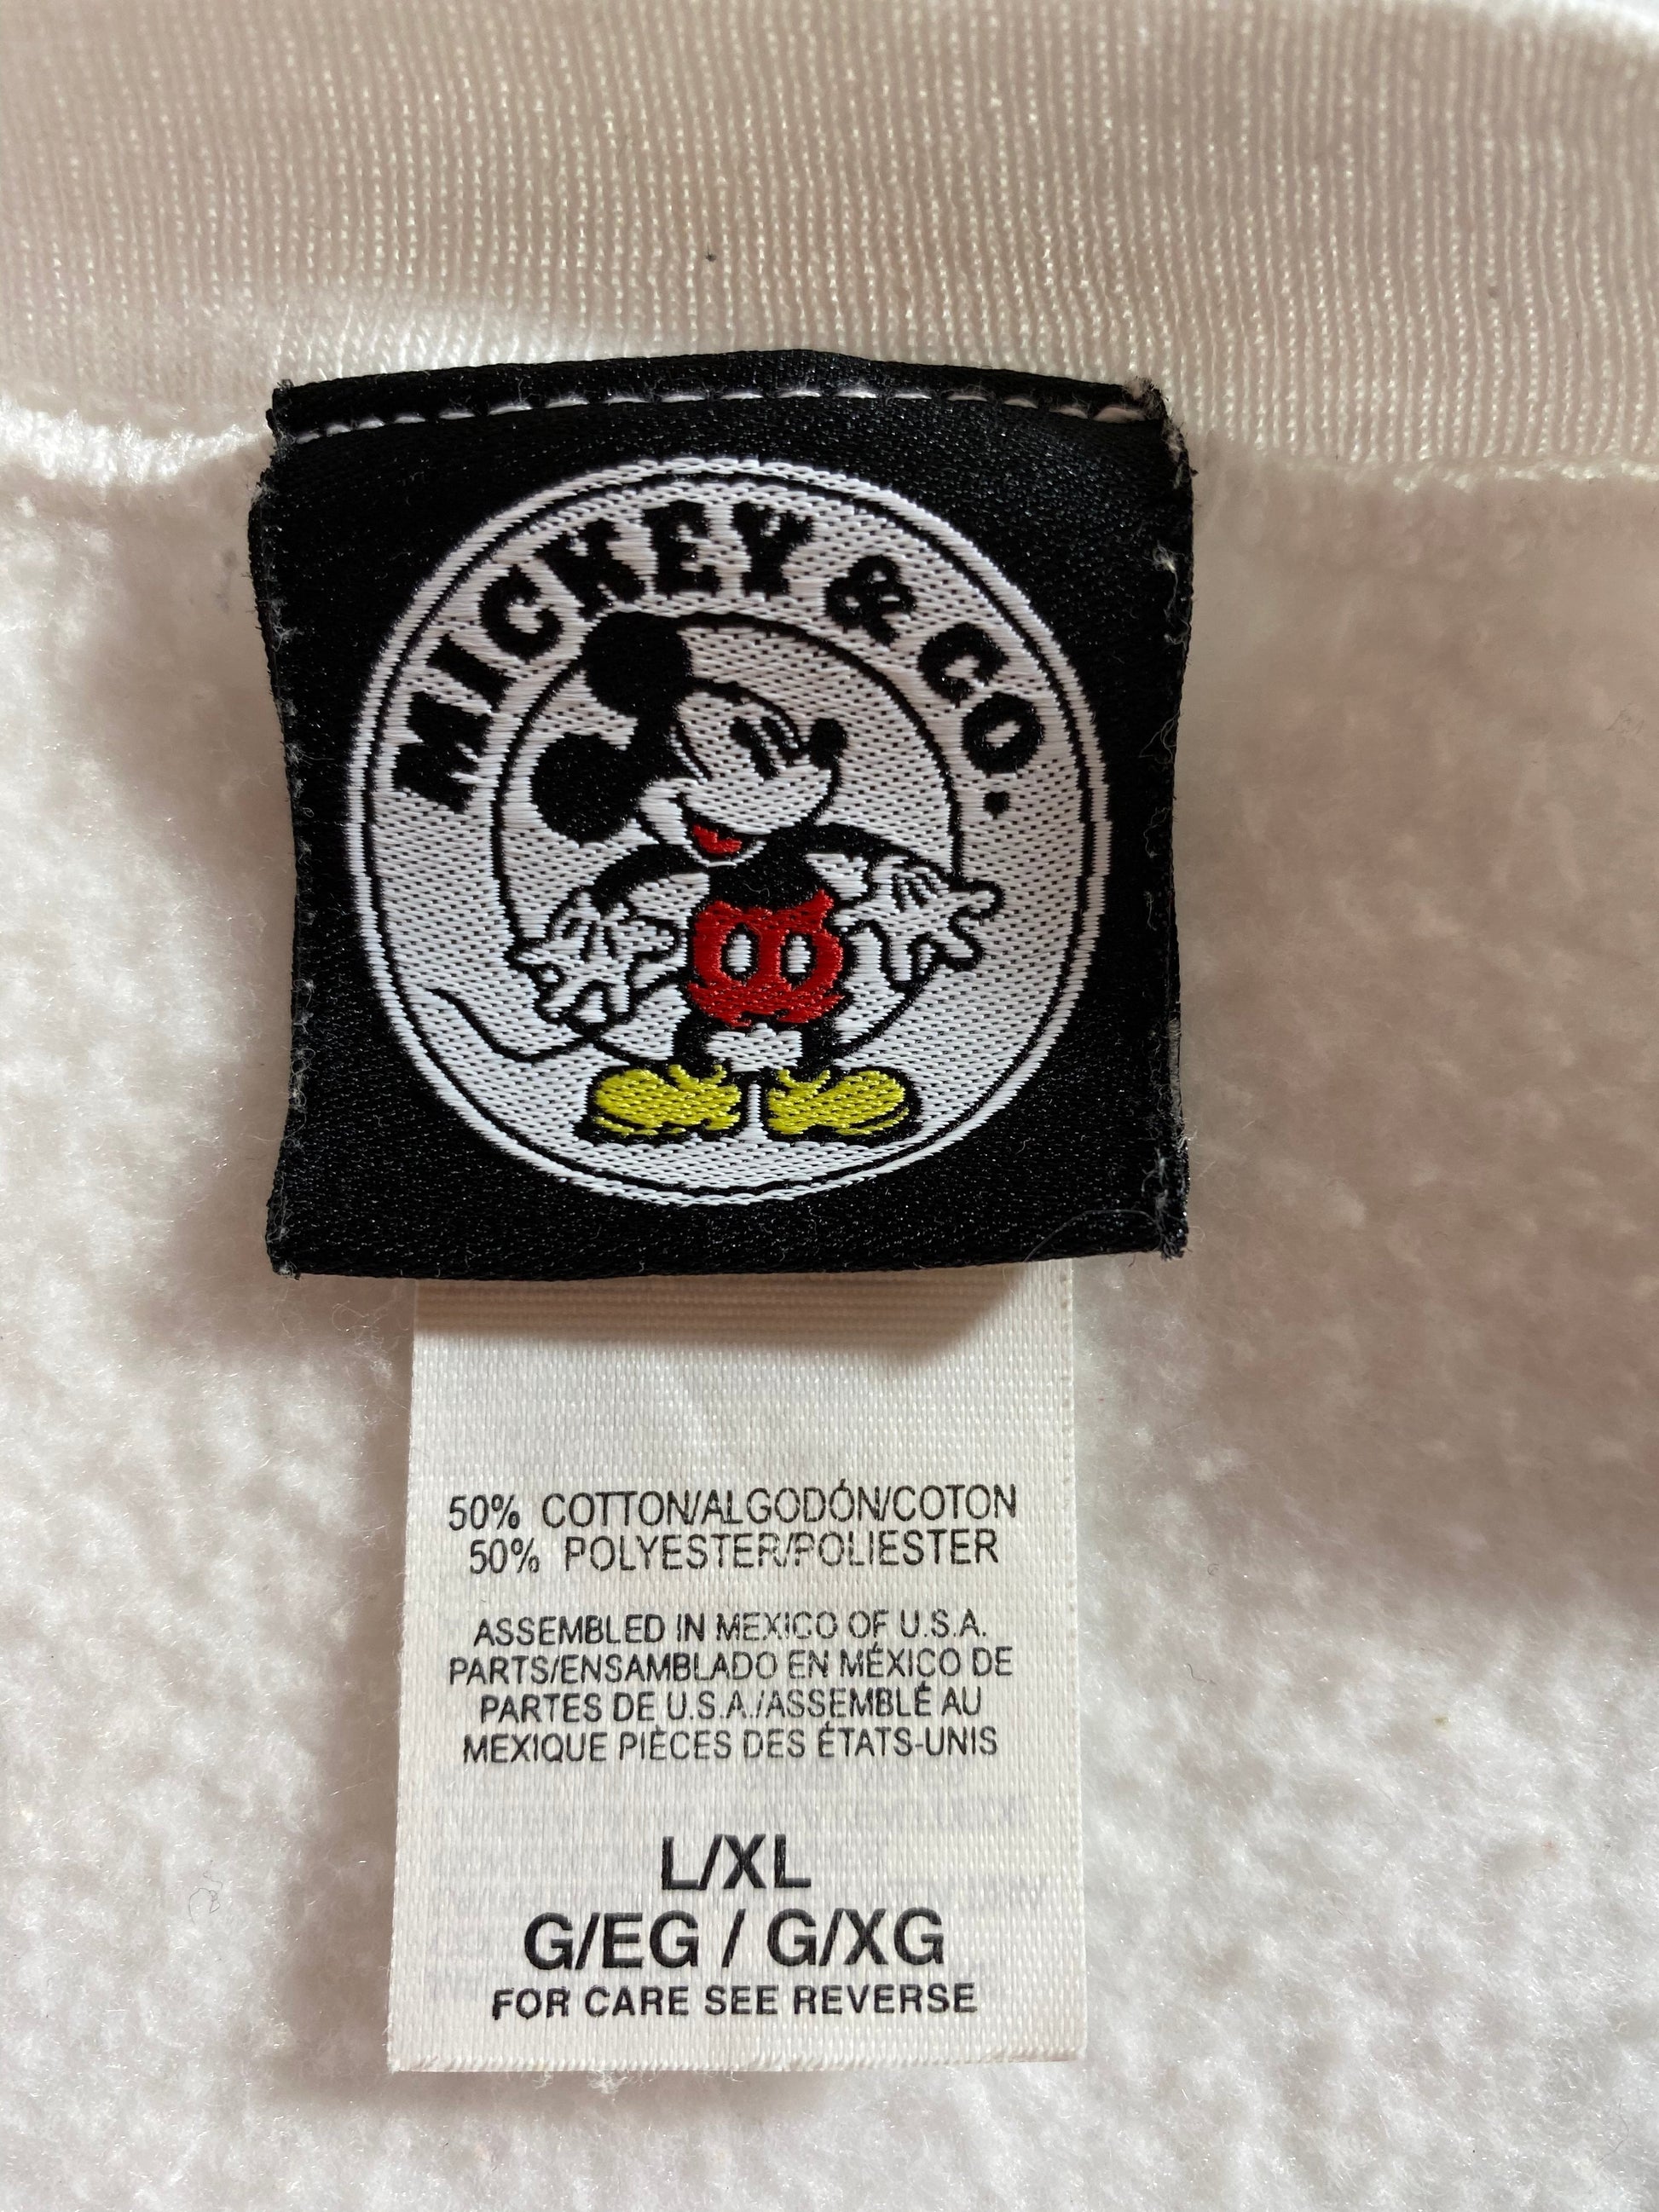 MICKEY & CO.
50% COTTON/ALGODÓN/COTON
50% POLYESTER/POLIESTER
ASSEMBLED IN MEXICO OF U.S.A.
PARTS/ENSAMBLADO EN MÉXICO DE
PARTES DE U.S.A./ASSEMBLÉ AU
MEXIQUE PIÈCES DES ÉTATS-UNIS
L/XL
G/EG / G/XG
FOR CARE SEE REVERSE